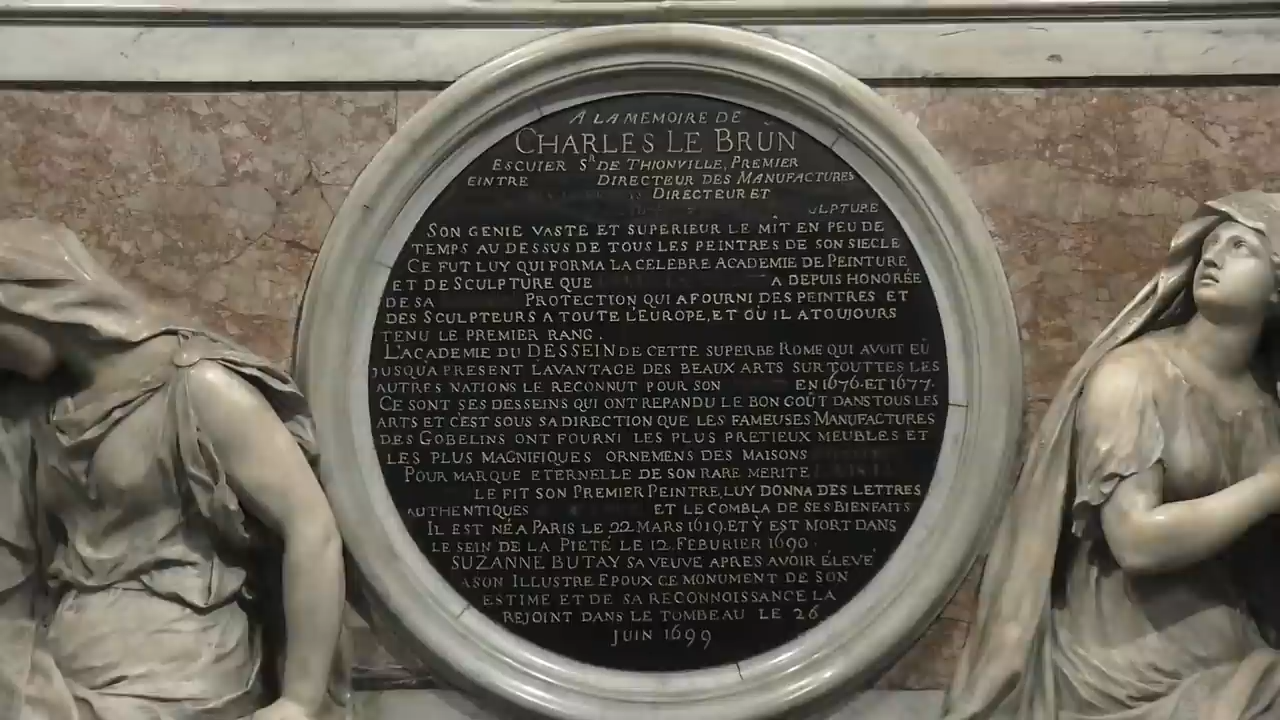 A LA MEMOIRE DE
CHARLES LE BRUN
ESCUIER SR DE THIONVILLE, PREMIER
EINTRE DIRECTEUR DES MANUFACTURES
DIRECTEUR ET
ULPTURE
SON GENIE VASTE ET SUPERIEUR LE MIT EN PEU DE
TEMPS AU DESSUS DE TOUS LES PEINTRES DE SON SIECLE
CE FUT LUY QUI FORMA LA CELEBRE ACADEMIE DE PEINTURE
ET DE SCULPTURE QUE A DEPUIS HONORÉE
DE SA PROTECTION QUI A FOURNI DES PEINTRES ET
DES SCULPTEURS A TOUTE L'EUROPE, ET OÙ IL A TOUJOURS
TENU LE PREMIER RANG.
L'ACADEMIE DU DESSEIN DE CETTE SUPERBE ROME QUI AVOIT EÛ
JUSQU'A PRESENT L'AVANTAGE DES BEAUX ARTS SUR TOUTTES LES
AUTRES NATIONS LE RECONNUT POUR SON EN 1676. ET 1677.
CE SONT SES DESSEINS QUI ONT REPANDU LE BON GOÛT DANS TOUS LES
ARTS ET C'EST SOUS SA DIRECTION QUE LES FAMEUSES MANUFACTURES
DES GOBELINS ONT FOURNI LES PLUS PRETIEUX MEUBLES ET
LES PLUS MAGNIFIQUES ORNEMENS DES MAISONS
POUR MARQUE ETERNELLE DE SON RARE MERITE
LE FIT SON PREMIER PEINTRE, LUY DONNA DES LETTRES
AUTHENTIQUES ET LE COMBLA DE SES BIENFAITS
IL EST NÉ A PARIS LE 22 MARS 1619. ET Y EST MORT DANS
LE SEIN DE LA PIETÉ LE 12. FEBURIER 1690.
SUZANNE BUTAY SA VEUVE APRES AVOIR ÉLEVÉ
A SON ILLUSTRE EPOUX CE MONUMENT DE SON
ESTIME ET DE SA RECONNOISSANCE LA
REJOINT DANS LE TOMBEAU LE 26
JUIN 1699